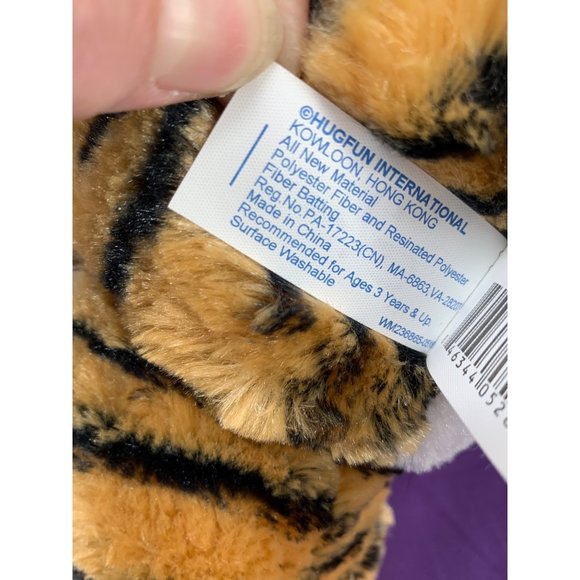 ©HUGFUN INTERNATIONAL
KOWLOON, HONG KONG
All New Material
Polyester Fiber and Resinated Polyester
Fiber Batting
Reg. No. PA-17223(CN), MA-6863, VA-
Made in China
Recommended for Ages 3 Years & Up.
Surface Washable